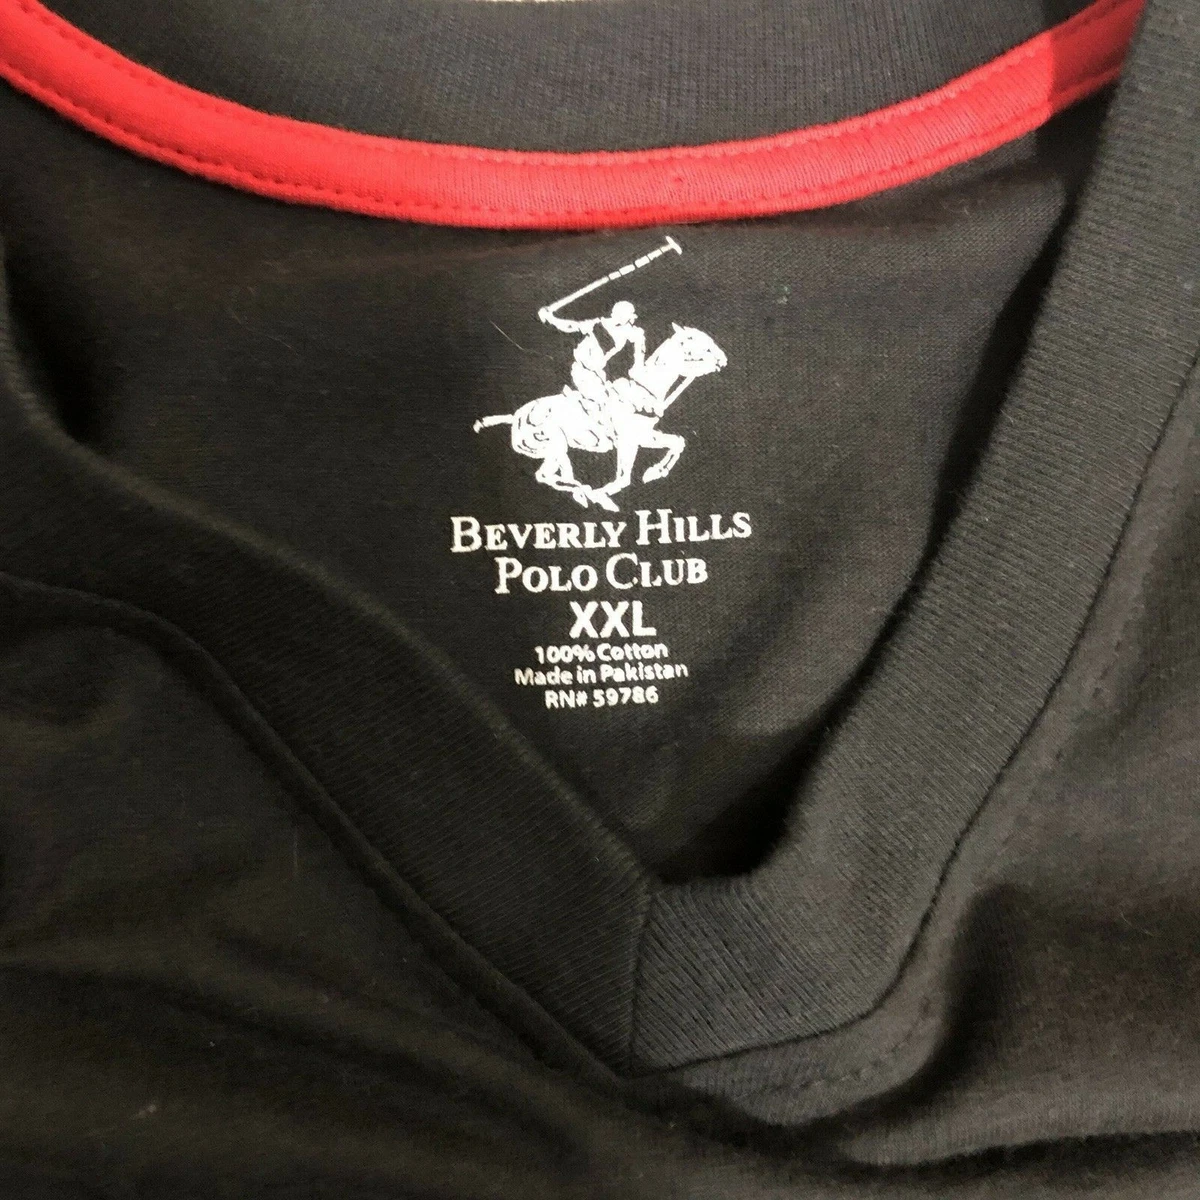 BEVERLY HILLS
POLO CLUB
XXL
100% Cotton
Made in Pakistan
RN# 59786